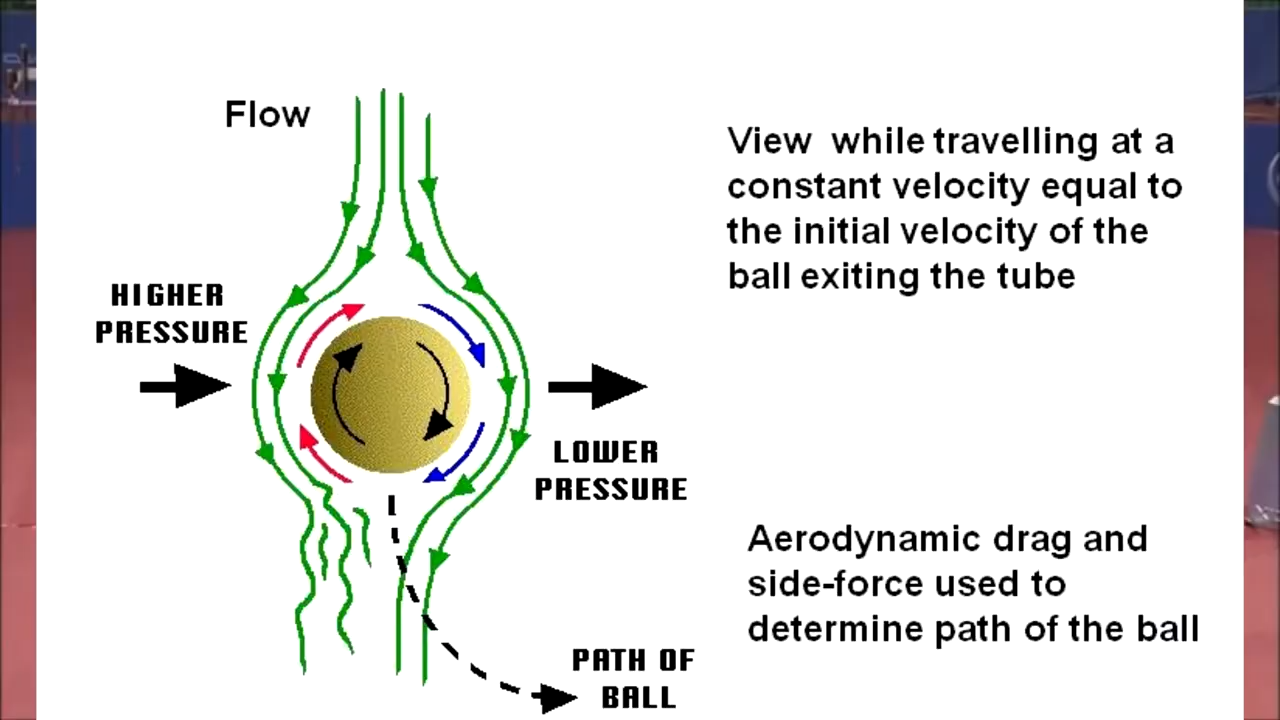 Flow
View while travelling at a
constant velocity equal to
the initial velocity of the
ball exiting the tube
HIGHER
PRESSURE
LOWER
PRESSURE
Aerodynamic drag and
side-force used to
determine path of the ball
PATH OF
BALL